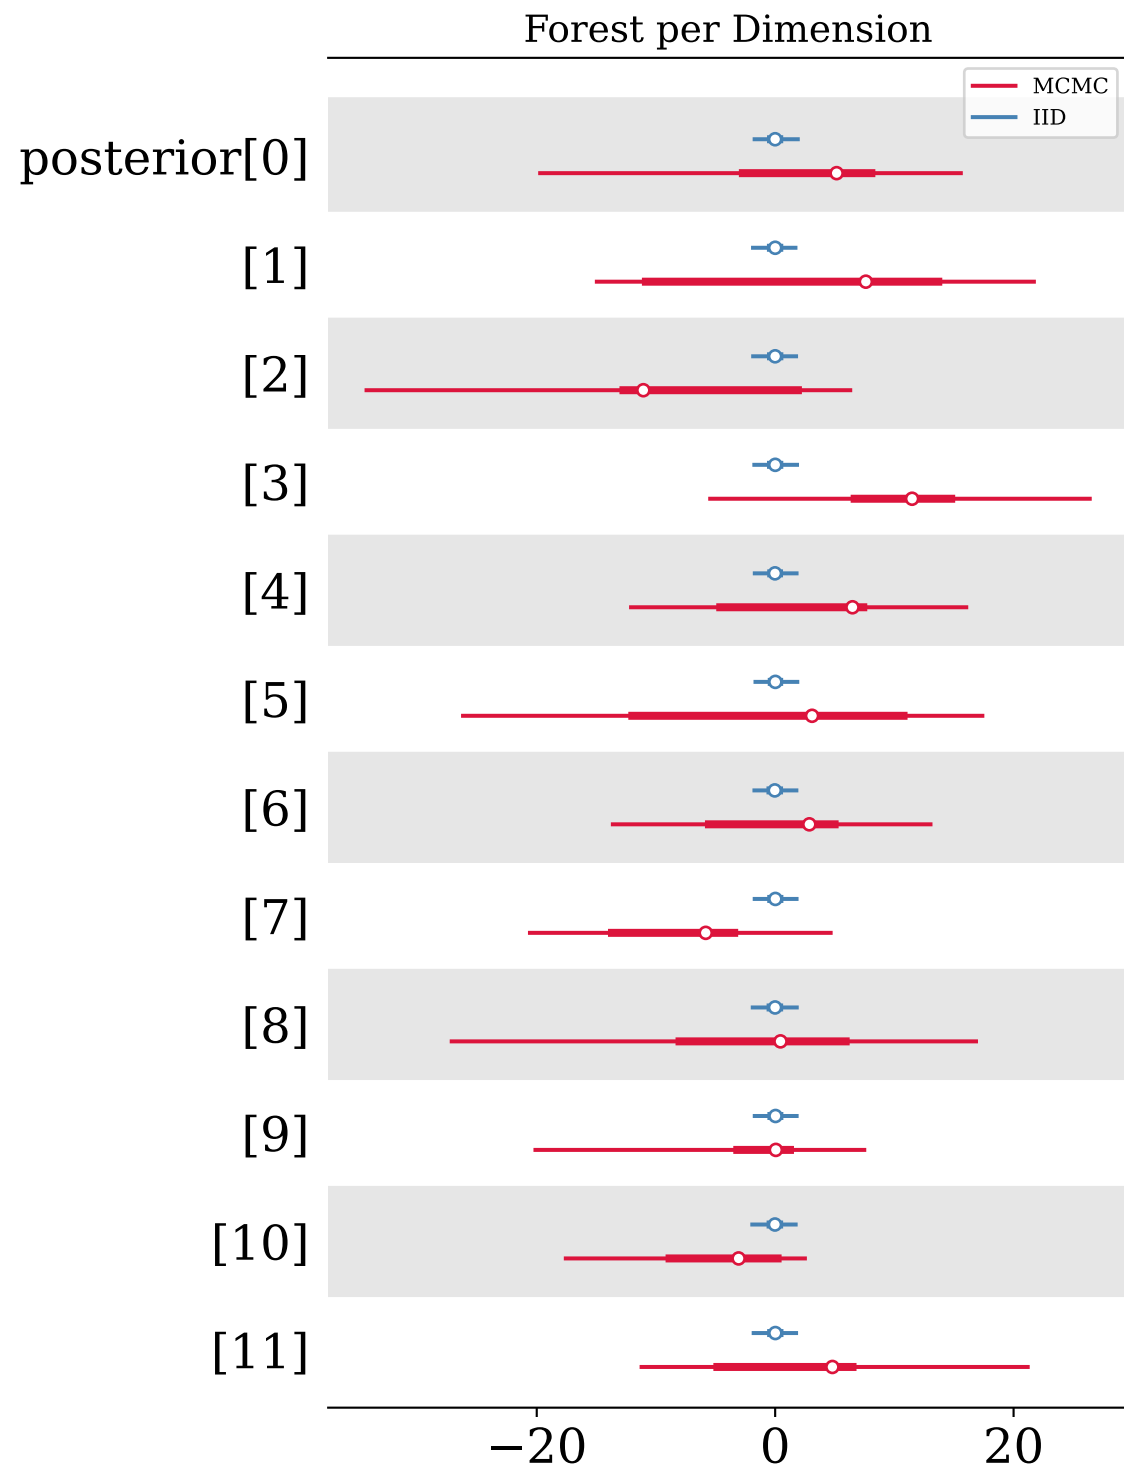 Forest per Dimension
MCMC
IID
posterior[0]
[1]
[2]
[3]
[4]
[5]
[6]
[7]
[8]
[9]
[10]
[11]
−20 0 20